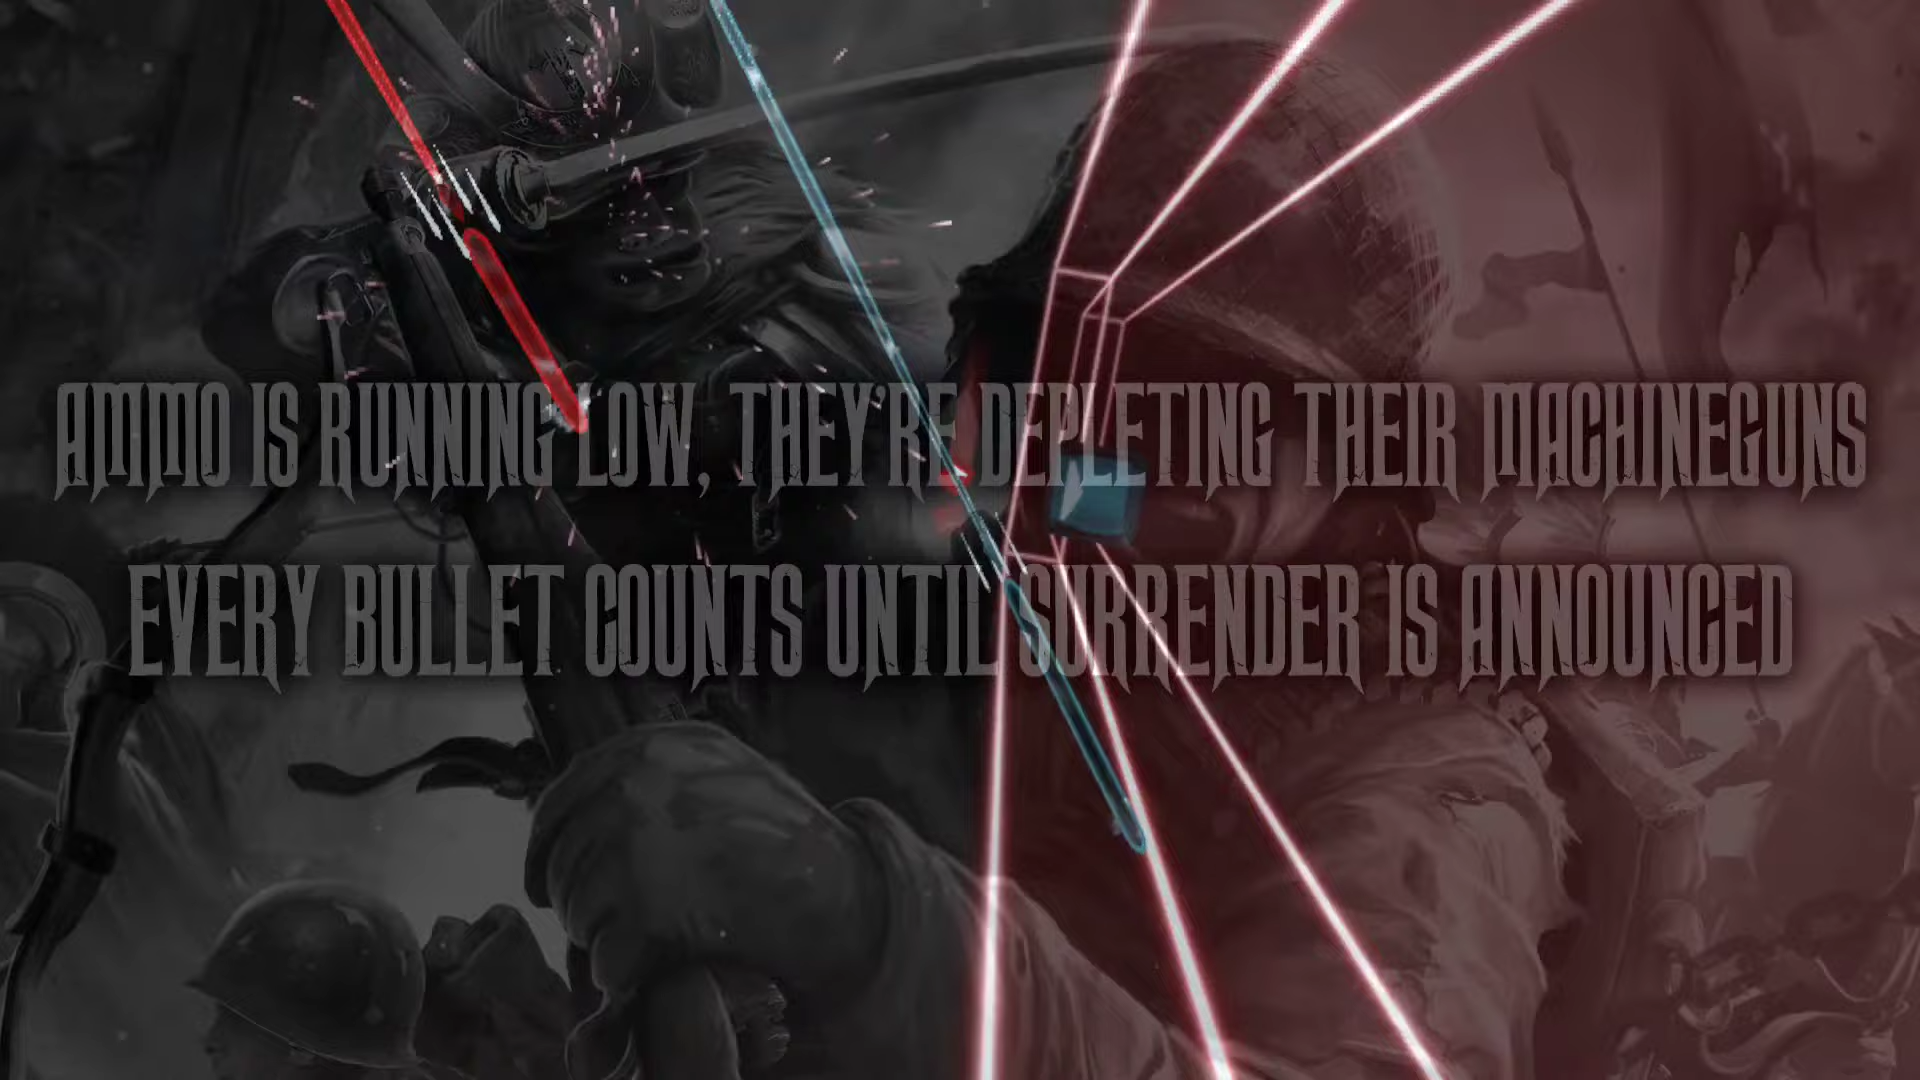 AMMO IS RUNNING LOW, THEY'RE DEPLETING THEIR MACHINEGUNS
EVERY BULLET COUNTS UNTIL SURRENDER IS ANNOUNCED